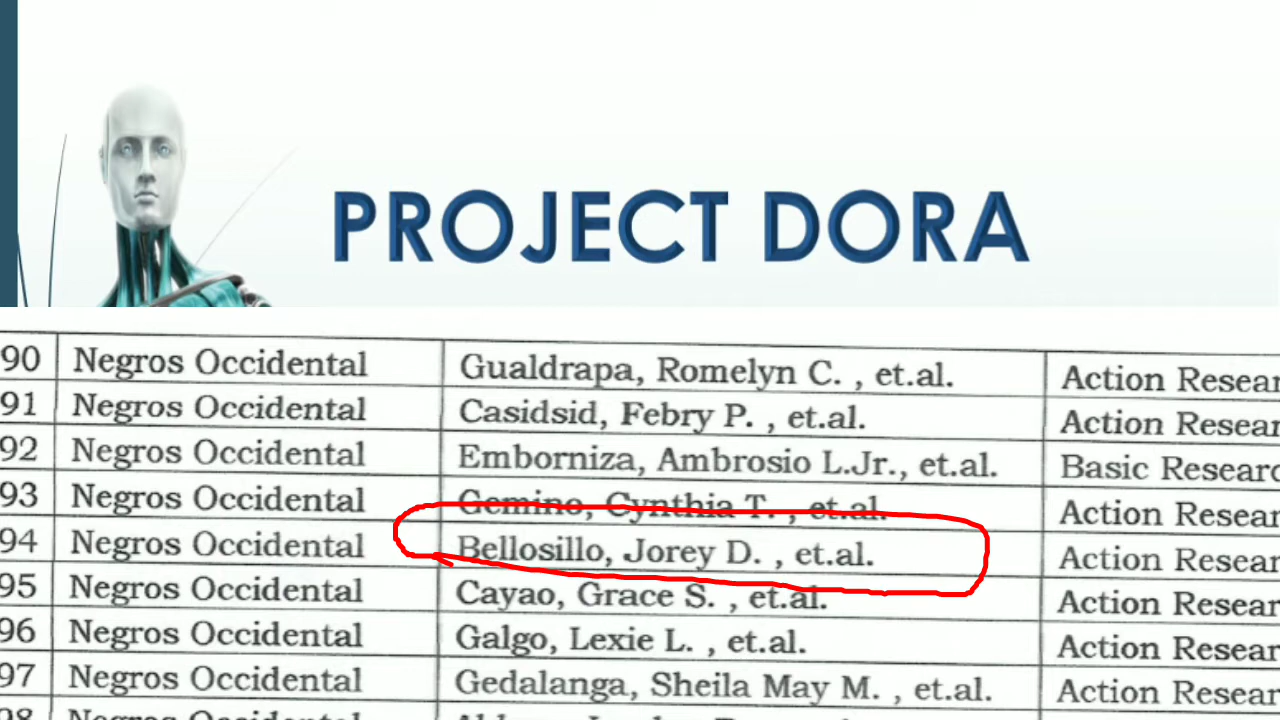 PROJECT DORA
90 Negros Occidental Gualdrapa, Romelyn C. , et.al. Action Resear
91 Negros Occidental Casidsid, Febry P. , et.al. Action Resear
92 Negros Occidental Emborniza, Ambrosio L.Jr., et.al. Basic Researc
93 Negros Occidental Gemino, Cynthia T. , et.al. Action Resear
94 Negros Occidental Bellosillo, Jorey D. , et.al. Action Resear
95 Negros Occidental Cayao, Grace S. , et.al. Action Resear
96 Negros Occidental Galgo, Lexie L. , et.al. Action Resear
97 Negros Occidental Gedalanga, Sheila May M. , et.al. Action Resear
98 Negros Occidental